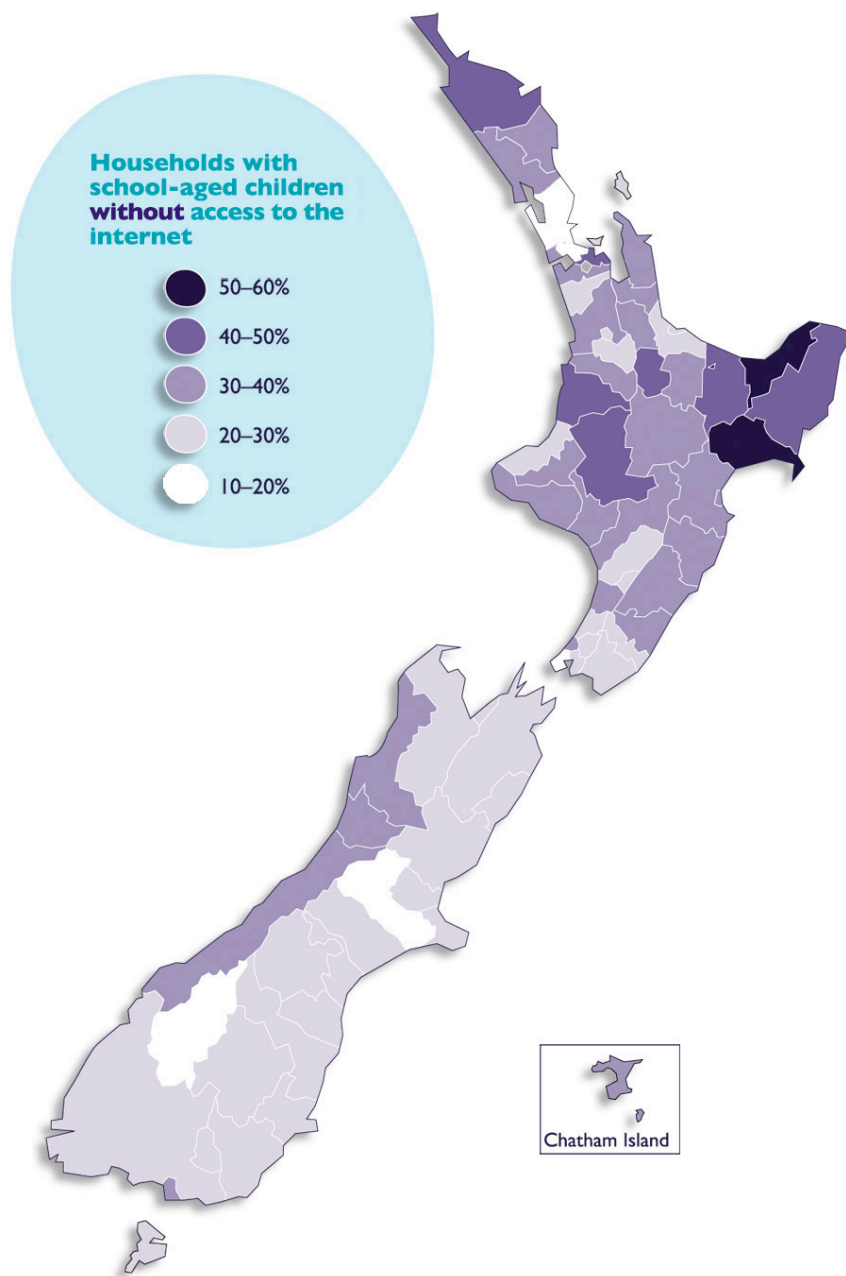 Households with
school-aged children
without access to the
internet
50–60%
40–50%
30–40%
20–30%
10–20%
Chatham Island